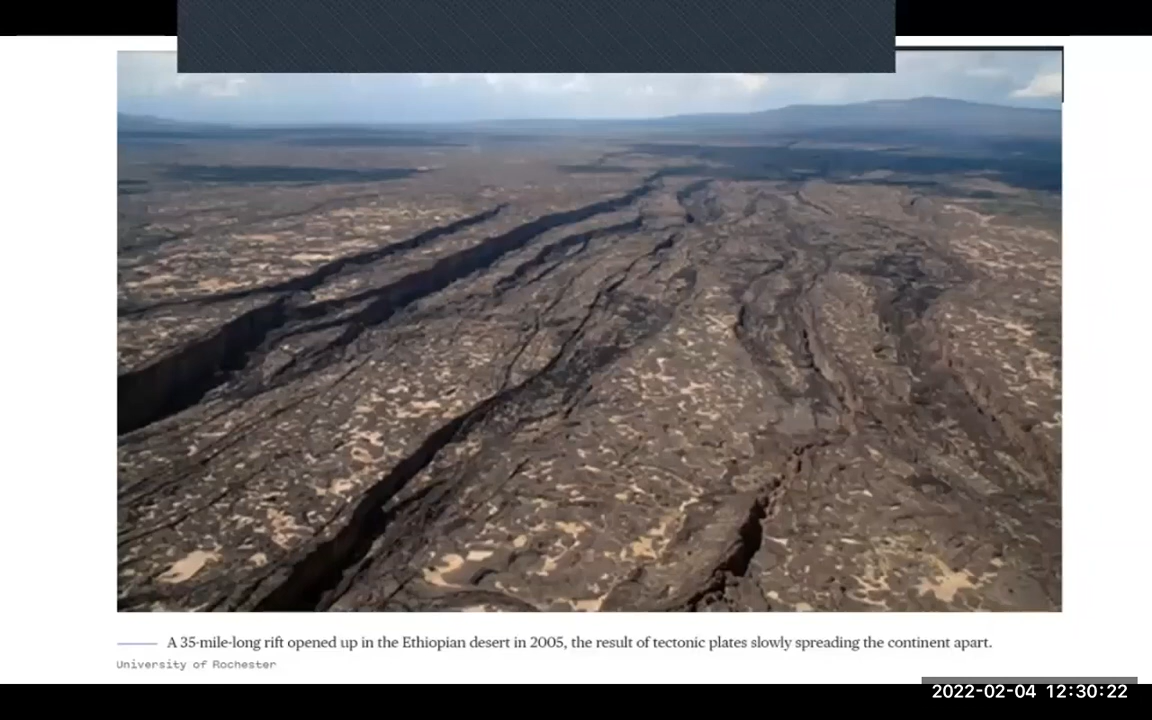 A 35-mile-long rift opened up in the Ethiopian desert in 2005, the result of tectonic plates slowly spreading the continent apart.
University of Rochester
2022-02-04 12:30:22